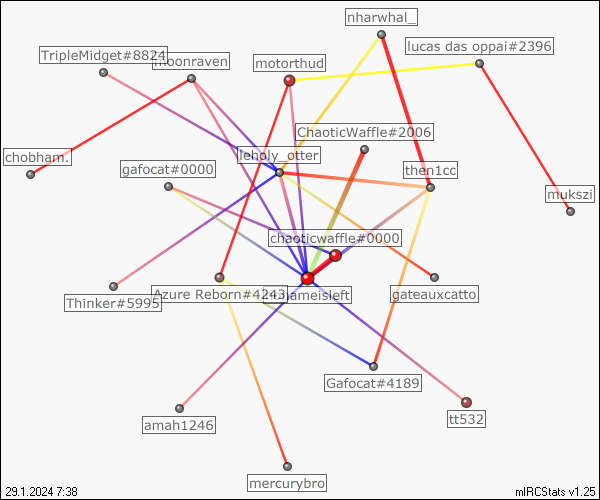 nharwhal_
lucas das oppai#2396
TripleMidget#8824
moonraven
motorthud
ChaoticWaffle#2006
chobham.
leholy_otter
gafocat#0000
then1cc
mukszi
chaoticwaffle#0000
Thinker#5995
Azure Reborn#4243
ameisleft
gateauxcatto
Gafocat#4189
amah1246
tt532
mercurybro
29.1.2024 7:38
mIRCStats v1.25